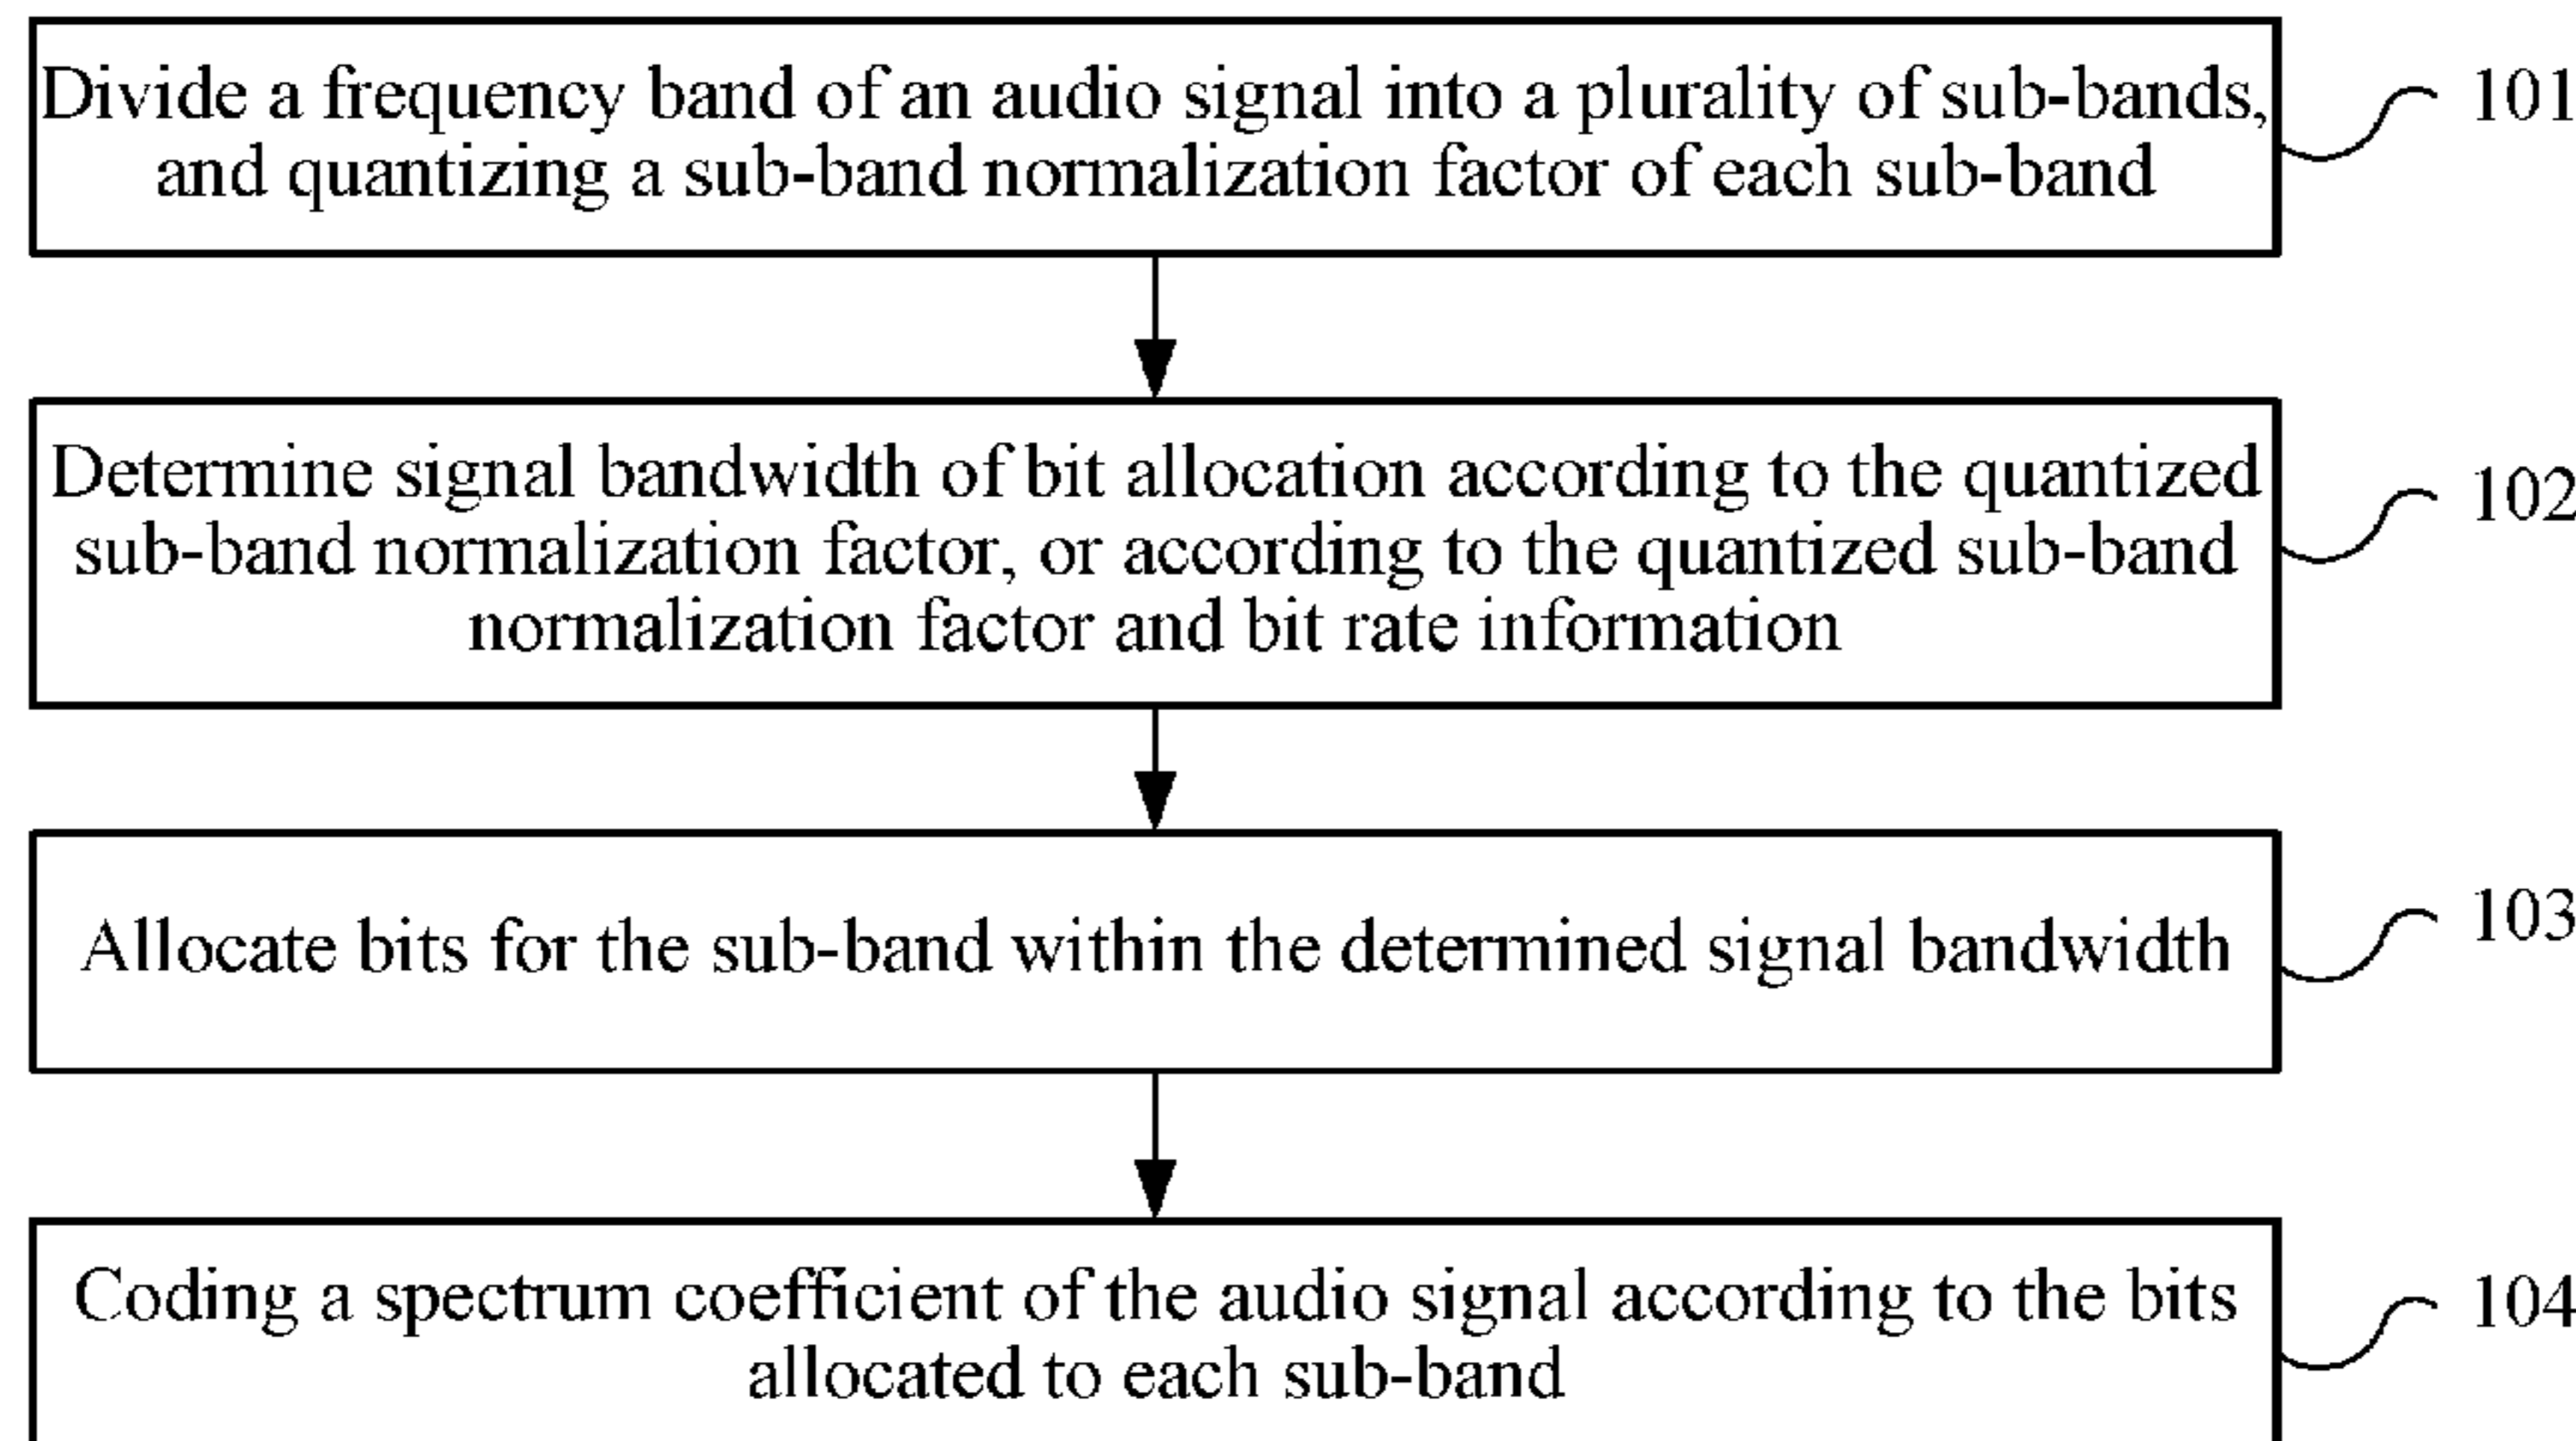 Divide a frequency band of an audio signal into a plurality of sub-bands,
and quantizing a sub-band normalization factor of each sub-band
101
Determine signal bandwidth of bit allocation according to the quantized
sub-band normalization factor, or according to the quantized sub-band
normalization factor and bit rate information
102
Allocate bits for the sub-band within the determined signal bandwidth
103
Coding a spectrum coefficient of the audio signal according to the bits
allocated to each sub-band
104